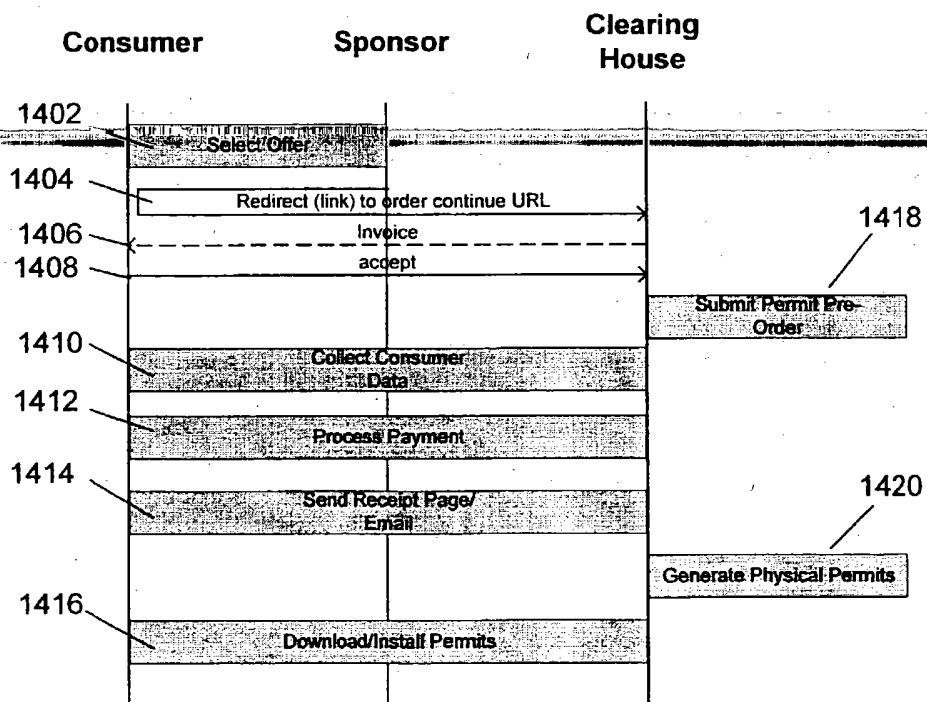 Consumer
Sponsor
Clearing
House
1402
Select Offer
1404
Redirect (link) to order continue URL
1406
Invoice
1418
1408
accept
Submit Permit Pre-
Order
1410
Collect Consumer
Data
1412
Process Payment
1414
Send Receipt Page/
Email
1420
Generate Physical Permits
1416
Download/Install Permits